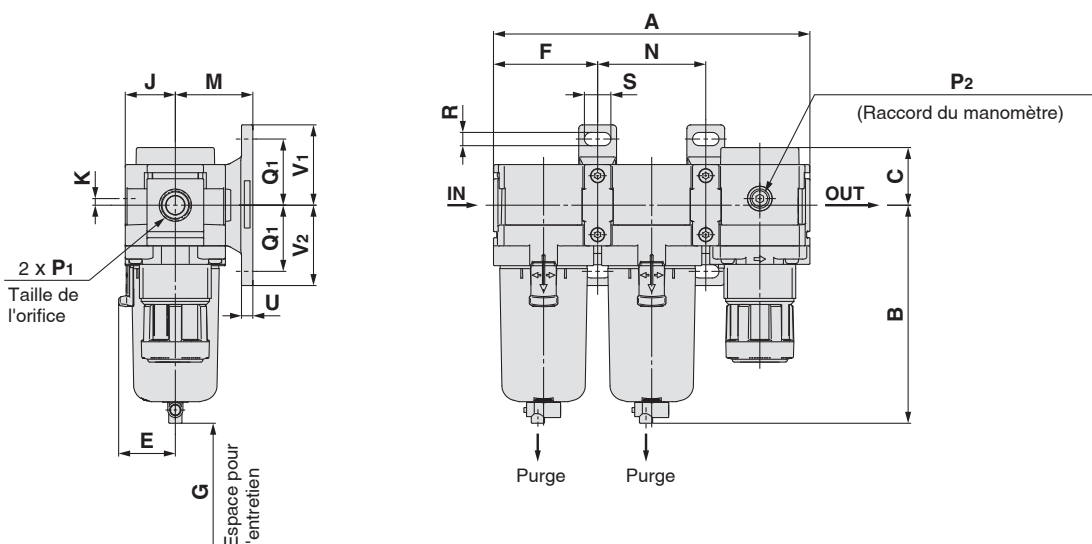 A
F
N
J
M
S
P2
(Raccord du manomètre)
R
K
Q1
V1
C
IN
OUT
Q1
V2
2 x P1
Taille de
l'orifice
U
B
E
Purge
Purge
G
Espace pour
l'entretien